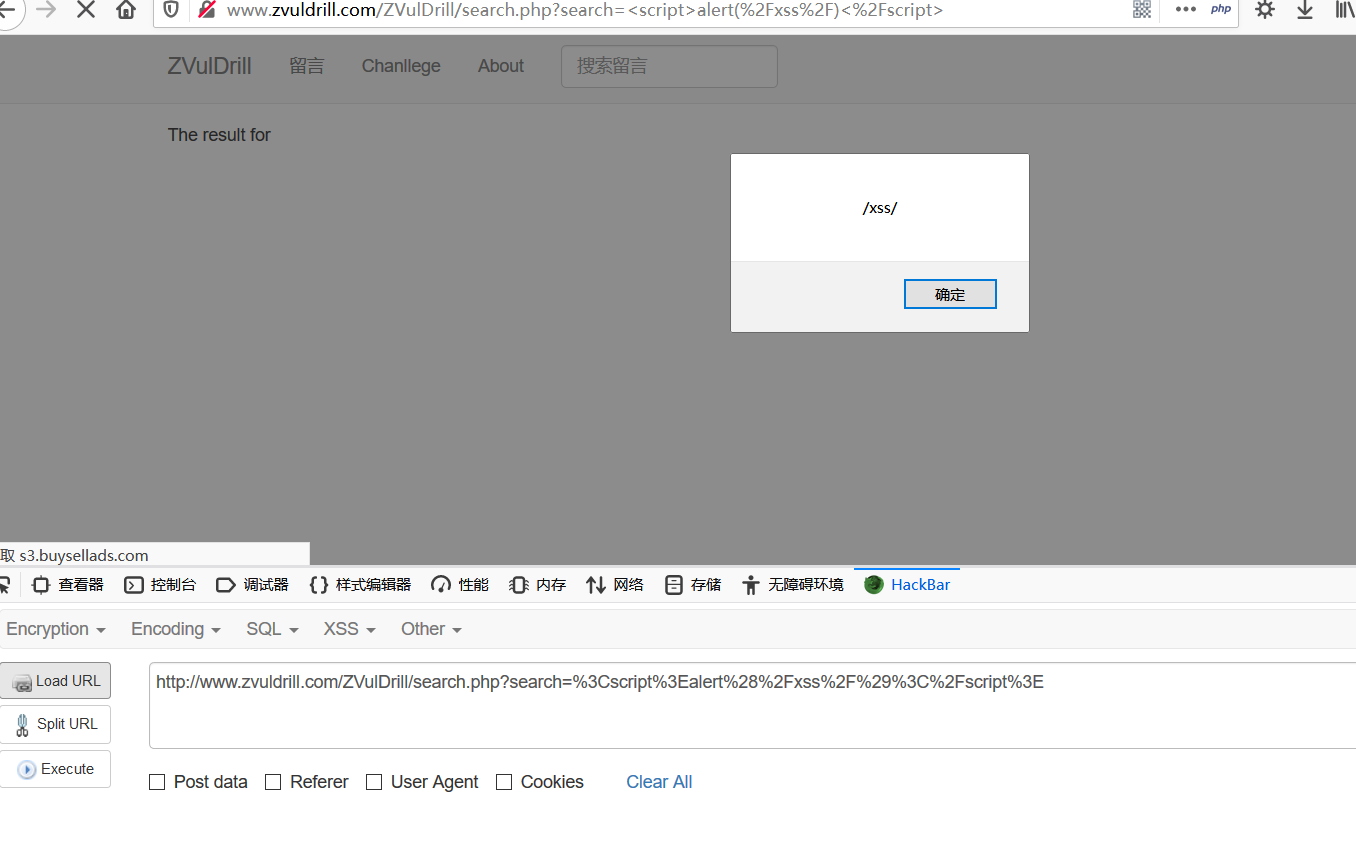 www.zvuldrill.com/ZVulDrill/search.php?search=<script>alert(%2Fxss%2F)<%2Fscript>
php
ZVulDrill 留言 Chanllege About 搜索留言
The result for
/xss/
确定
取 s3.buysellads.com
查看器 控制台 调试器 {} 样式编辑器 性能 内存 网络 存储 无障碍环境 HackBar
Encryption Encoding SQL XSS Other
Load URL
http://www.zvuldrill.com/ZVulDrill/search.php?search=%3Cscript%3Ealert%28%2Fxss%2F%29%3C%2Fscript%3E
Split URL
Execute
Post data Referer User Agent Cookies Clear All